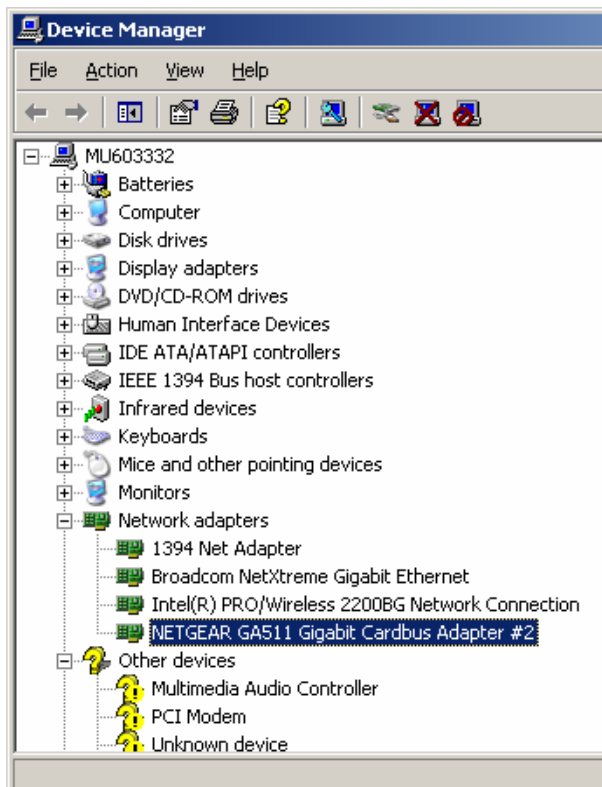 Device Manager
File Action View Help
MU603332
Batteries
Computer
Disk drives
Display adapters
DVD/CD-ROM drives
Human Interface Devices
IDE ATA/ATAPI controllers
IEEE 1394 Bus host controllers
Infrared devices
Keyboards
Mice and other pointing devices
Monitors
Network adapters
1394 Net Adapter
Broadcom NetXtreme Gigabit Ethernet
Intel(R) PRO/Wireless 2200BG Network Connection
NETGEAR GA511 Gigabit Cardbus Adapter #2
Other devices
Multimedia Audio Controller
PCI Modem
Unknown device